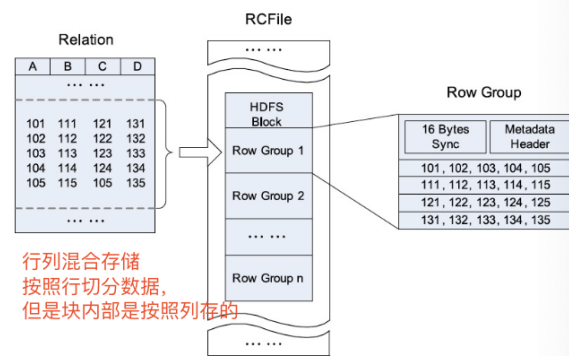 RCFile
Relation
A B C D
... ...
101 111 121 131
102 112 122 132
103 113 123 133
104 114 124 134
105 115 105 135
... ...
行列混合存储
按照行切分数据,
但是块内部是按照列存的
... ...
HDFS
Block
Row Group 1
Row Group 2
... ...
Row Group n
... ...
Row Group
16 Bytes
Sync
Metadata
Header
101, 102, 103, 104, 105
111, 112, 113, 114, 115
121, 122, 123, 124, 125
131, 132, 133, 134, 135